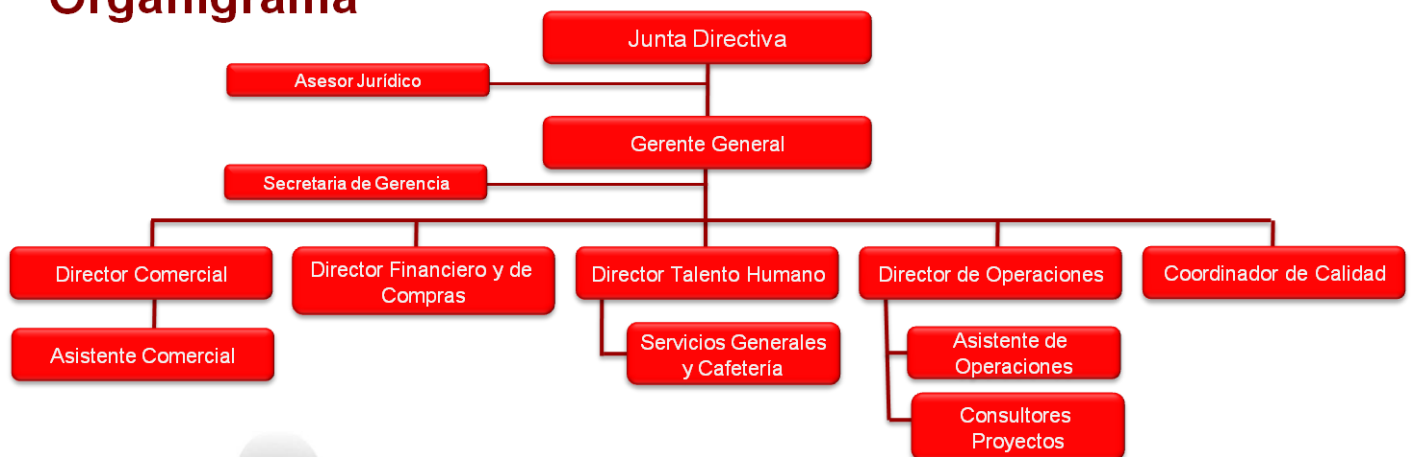 Organigrama
Junta Directiva
Asesor Jurídico
Gerente General
Secretaria de Gerencia
Director Comercial
Director Financiero y de
Compras
Director Talento Humano
Director de Operaciones
Coordinador de Calidad
Asistente Comercial
Servicios Generales
y Cafetería
Asistente de
Operaciones
Consultores
Proyectos